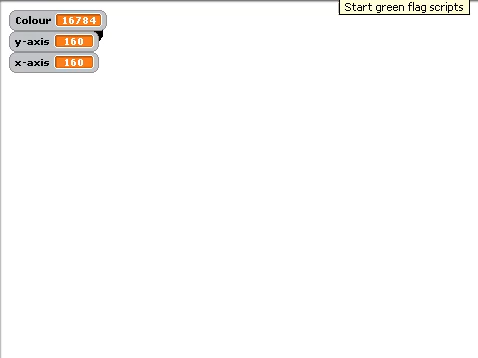 Start green flag scripts
Colour 16784
y-axis 160
x-axis 160